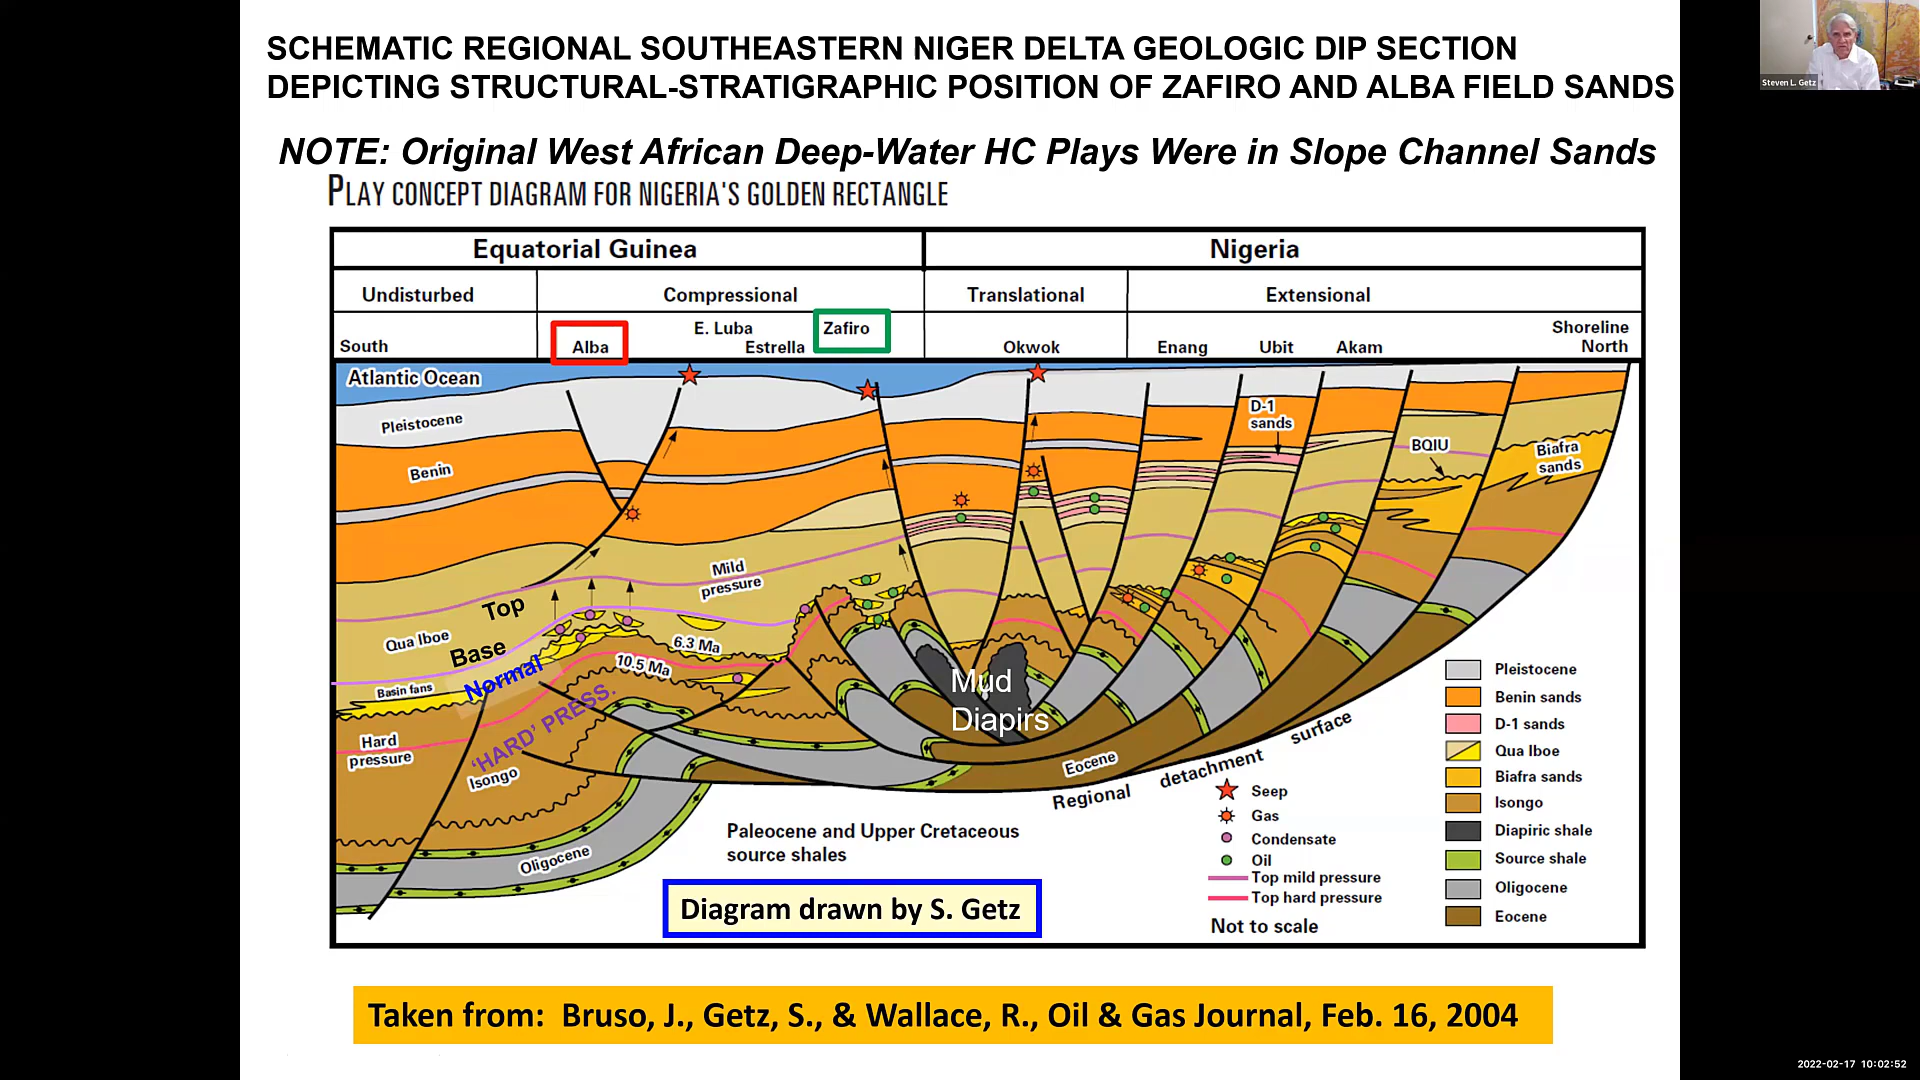 SCHEMATIC REGIONAL SOUTHEASTERN NIGER DELTA GEOLOGIC DIP SECTION
DEPICTING STRUCTURAL-STRATIGRAPHIC POSITION OF ZAFIRO AND ALBA FIELD SANDS
Steven L. Getz
NOTE: Original West African Deep-Water HC Plays Were in Slope Channel Sands
PLAY CONCEPT DIAGRAM FOR NIGERIA'S GOLDEN RECTANGLE
Equatorial Guinea
Nigeria
Undisturbed
Compressional
Translational
Extensional
South
Alba
E. Luba
Estrella
Zafiro
Okwok
Enang
Ubit
Akam
Shoreline
North
Atlantic Ocean
Pleistocene
Benin
D-1
sands
BQIU
Biafra
sands
Mild
pressure
Top
Qua Iboe
Base
Normal
6.3 Ma
10.5 Ma
Basin fans
'HARD' PRESS.
Hard
pressure
Isongo
Mud
Diapirs
Eocene
Regional detachment surface
Oligocene
Paleocene and Upper Cretaceous
source shales
Diagram drawn by S. Getz
Seep
Gas
Condensate
Oil
Top mild pressure
Top hard pressure
Not to scale
Pleistocene
Benin sands
D-1 sands
Qua Iboe
Biafra sands
Isongo
Diapiric shale
Source shale
Oligocene
Eocene
Taken from: Bruso, J., Getz, S., & Wallace, R., Oil & Gas Journal, Feb. 16, 2004
2022-02-17 10:02:52